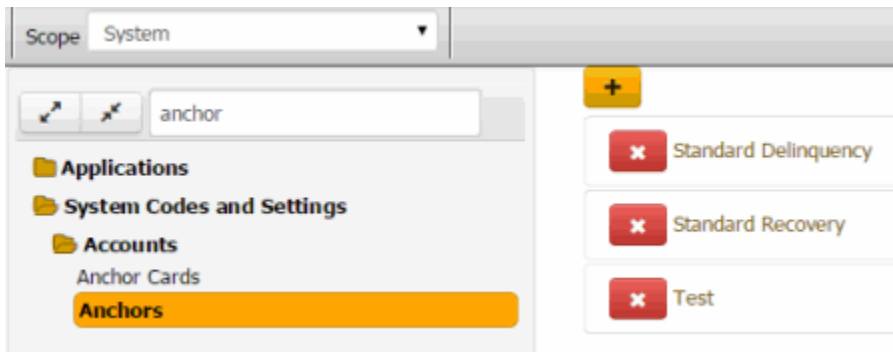 Scope System
anchor
Applications
System Codes and Settings
Accounts
Anchor Cards
Anchors
+
Standard Delinquency
Standard Recovery
Test